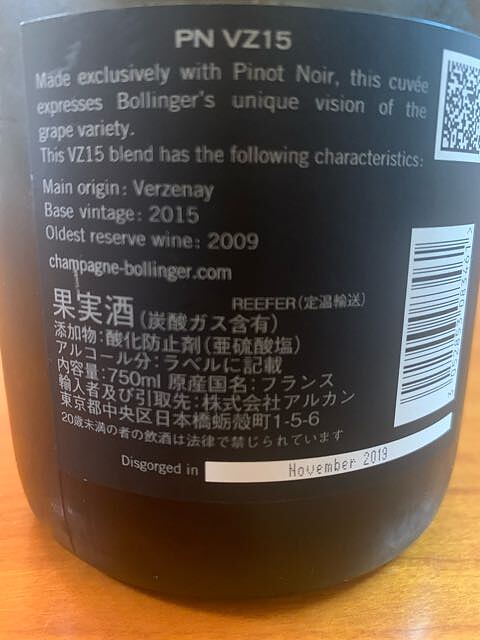 PN VZ15
Made exclusively with Pinot Noir, this cuvée
expresses Bollinger's unique vision of the
grape variety.
This VZ15 blend has the following characteristics:
Main origin: Verzenay
Base vintage: 2015
Oldest reserve wine: 2009
champagne-bollinger.com
果実酒(炭酸ガス含有) REEFER(定温輸送)
添加物:酸化防止剤(亜硫酸塩)
アルコール分:ラベルに記載
内容量:750ml 原産国名:フランス
輸入者及び引取先:株式会社アルカン
東京都中央区日本橋蛎殻町1-5-6
20歳未満の者の飲酒は法律で禁じられています
Disgorged in November 2019